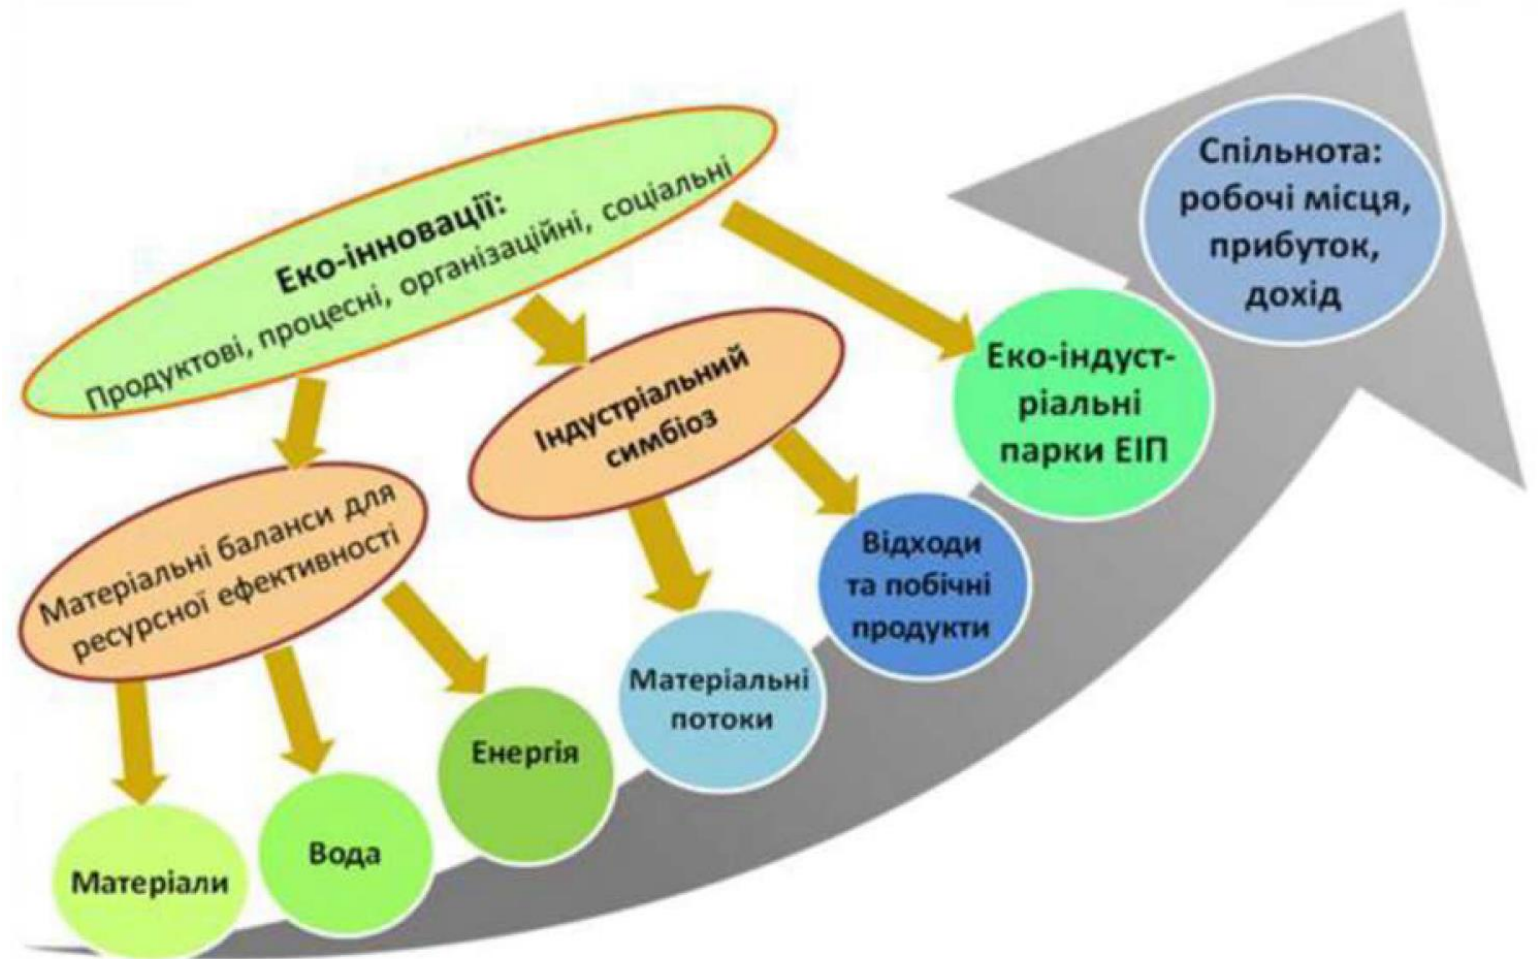 Еко-інновації:
Продуктові, процесні, організаційні, соціальні
Спільнота:
робочі місця,
прибуток,
дохід
Індустріальний
симбіоз
Еко-індуст-
ріальні
парки ЕІП
Матеріальні баланси для
ресурсної ефективності
Відходи
та побічні
продукти
Матеріальні
потоки
Енергія
Вода
Матеріали